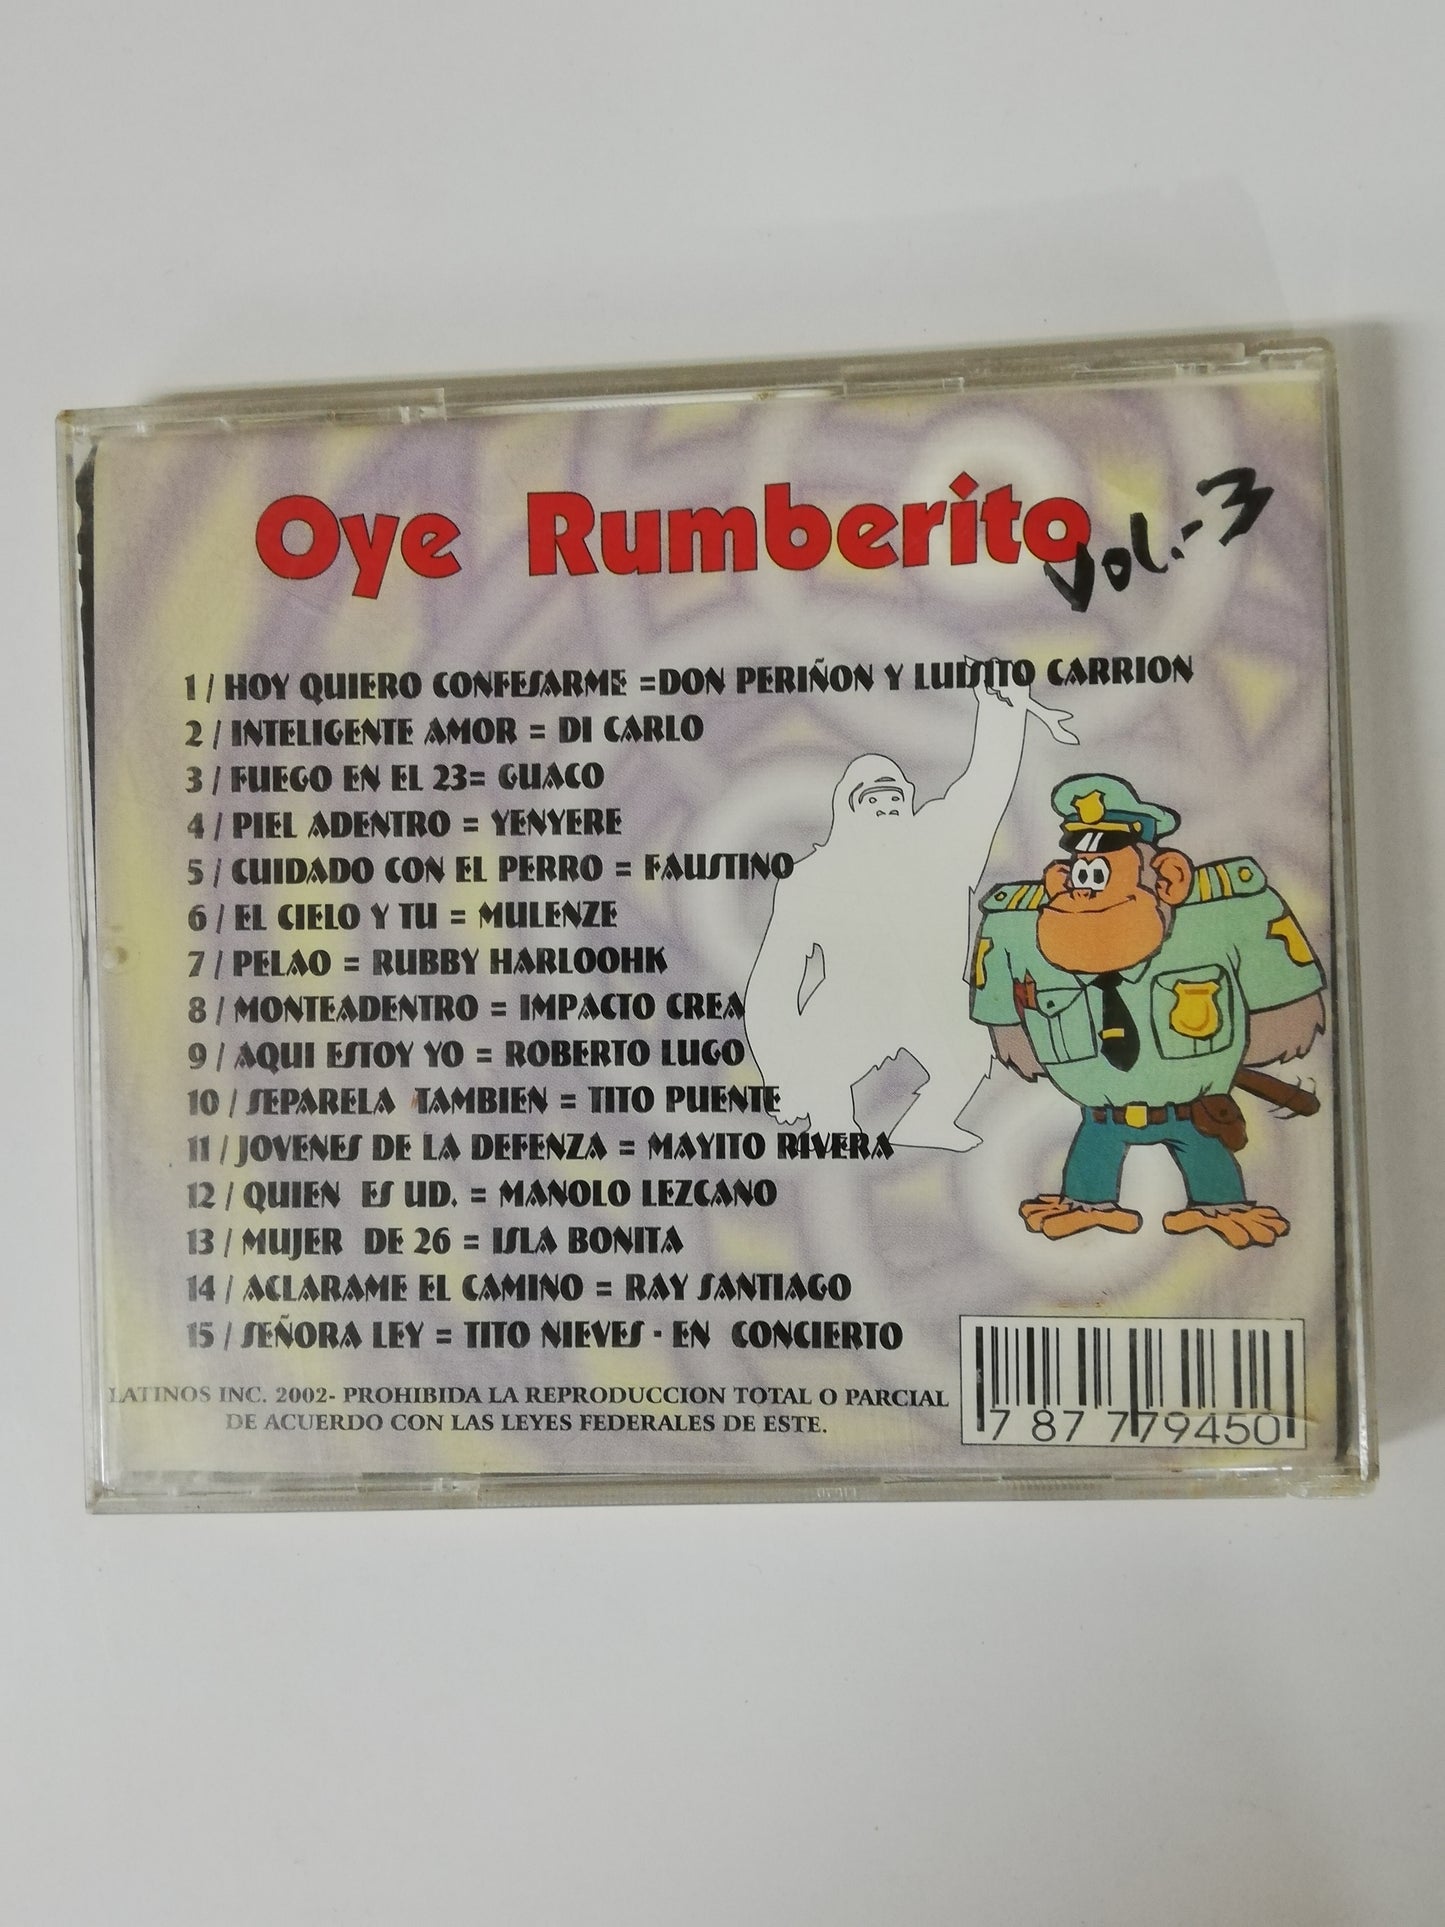 Oye Rumberito Vol.-3
1 / HOY QUIERO CONFESARME =DON PERIÑON Y LUISITO CARRION
2 / INTELIGENTE AMOR = DI CARLO
3 / FUEGO EN EL 23= GUACO
4 / PIEL ADENTRO = YENYERE
5 / CUIDADO CON EL PERRO = FAUSTINO
6 / EL CIELO Y TU = MULENZE
7 / PELAO = RUBBY HARLOOHK
8 / MONTEADENTRO = IMPACTO CREA
9 / AQUI ESTOY YO = ROBERTO LUGO
10 / SEPARELA TAMBIEN = TITO PUENTE
11 / JOVENES DE LA DEFENZA = MAYITO RIVERA
12 / QUIEN ES UD. = MANOLO LEZCANO
13 / MUJER DE 26 = ISLA BONITA
14 / ACLARAME EL CAMINO = RAY SANTIAGO
15 / SEÑORA LEY = TITO NIEVES - EN CONCIERTO
LATINOS INC. 2002- PROHIBIDA LA REPRODUCCION TOTAL O PARCIAL
DE ACUERDO CON LAS LEYES FEDERALES DE ESTE.
7 87 779450